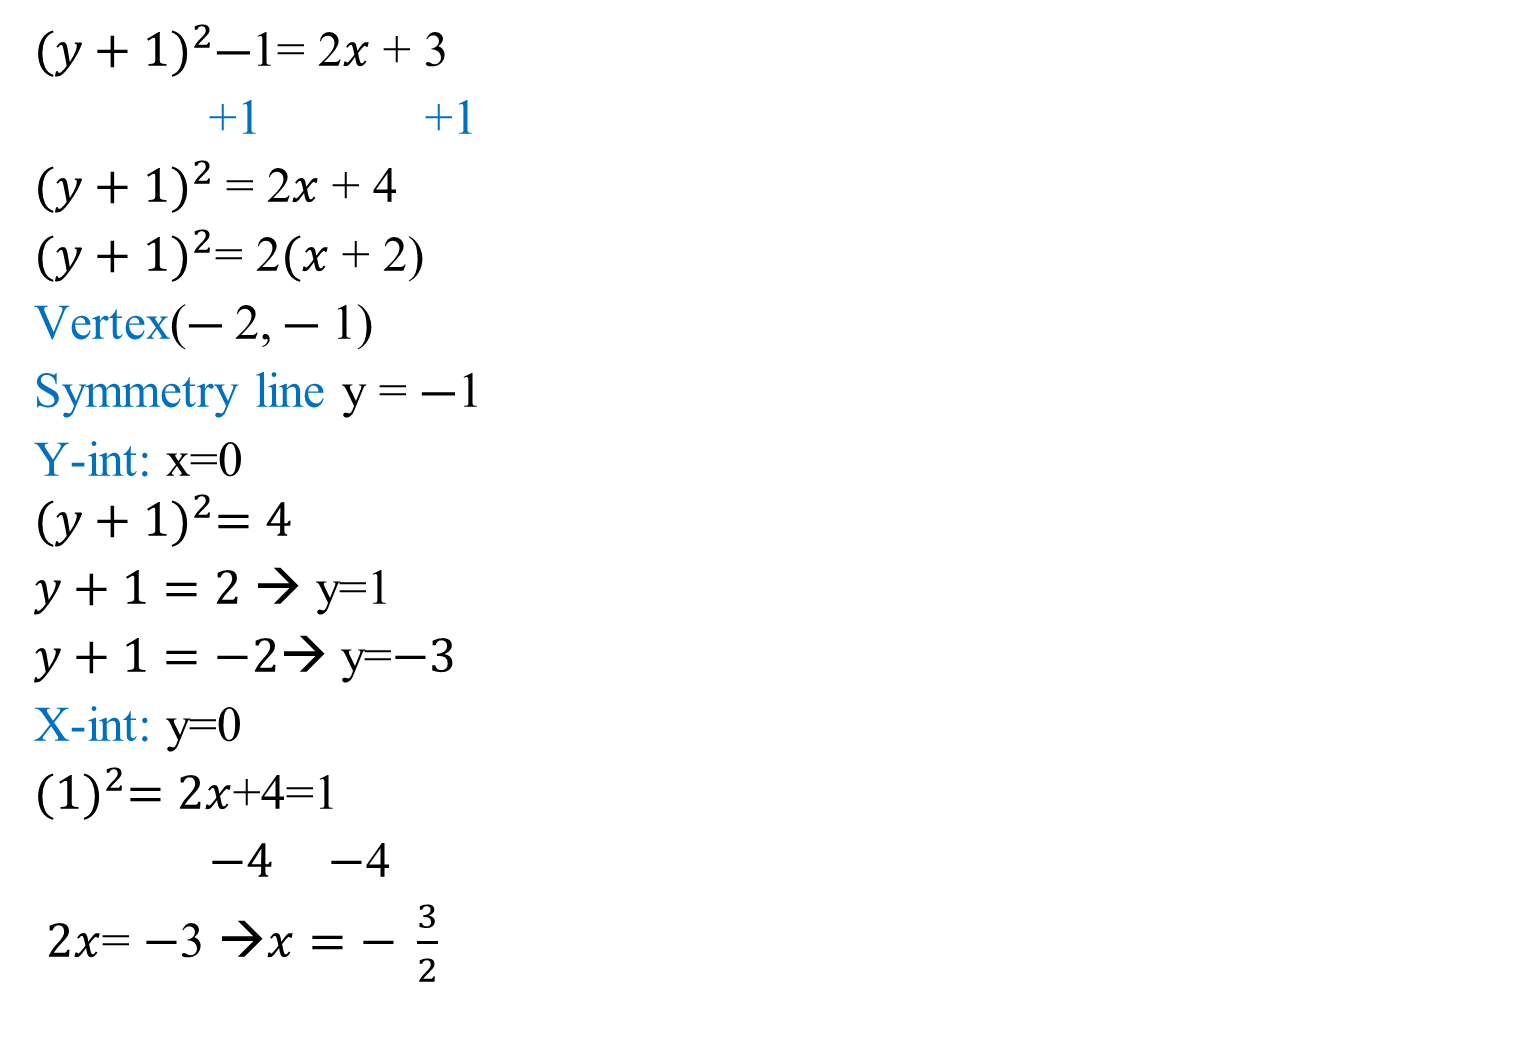 (y + 1)²−1= 2x + 3
+1 +1
(y + 1)² = 2x + 4
(y + 1)²= 2(x + 2)
Vertex(− 2, − 1)
Symmetry line y = −1
Y-int: x=0
(y + 1)²= 4
y + 1 = 2 → y=1
y + 1 = −2→ y=−3
X-int: y=0
(1)²= 2x+4=1
−4 −4
2x= −3 →x = − 3/2